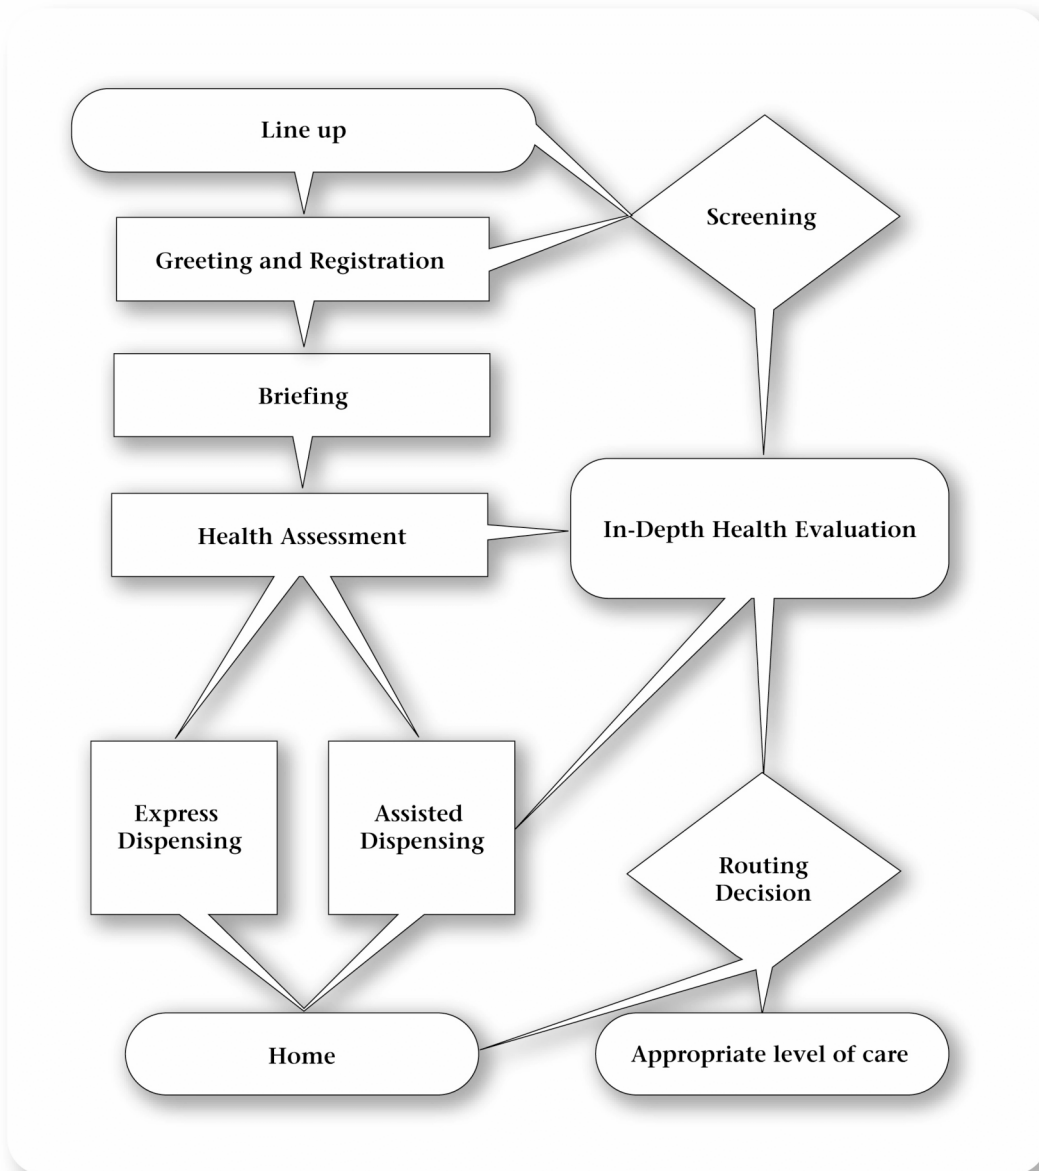 Line up
Screening
Greeting and Registration
Briefing
Health Assessment
In-Depth Health Evaluation
Express
Dispensing
Assisted
Dispensing
Routing
Decision
Home
Appropriate level of care